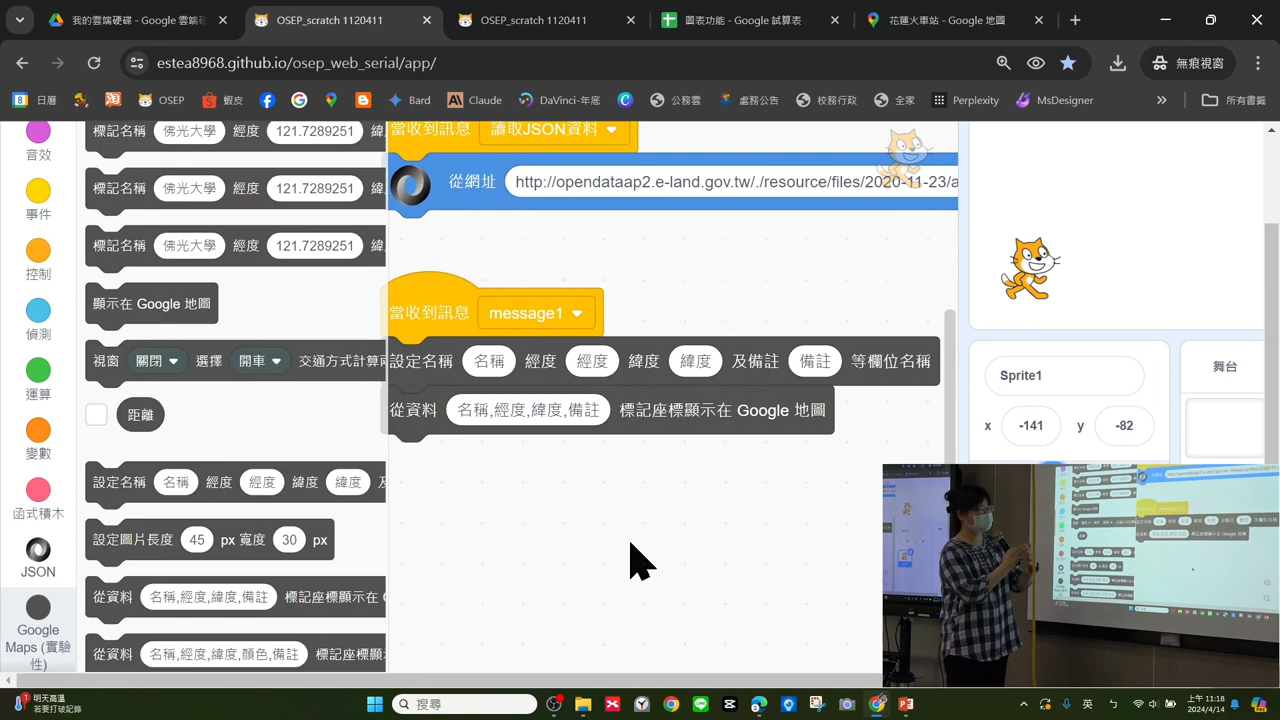 我的雲端硬碟 - Google 雲端硬
OSEP_scratch 1120411
OSEP_scratch 1120411
圖表功能 - Google 試算表
花蓮火車站 - Google 地圖
estea8968.github.io/osep_web_serial/app/
無痕視窗
日曆
淘
OSEP
蝦皮
Bard
Claude
DaVinci-年底
公務雲
處務公告
校務行政
全家
Perplexity
MsDesigner
所有書籤
音效
事件
控制
偵測
運算
變數
函式積木
JSON
Google
Maps (實驗
性)
標記名稱 佛光大學 經度 121.7289251 緯
標記名稱 佛光大學 經度 121.7289251 緯
標記名稱 佛光大學 經度 121.7289251 緯
顯示在 Google 地圖
視窗 關閉 選擇 開車 交通方式計算兩
距離
設定名稱 名稱 經度 經度 緯度 緯度 及
設定圖片長度 45 px 寬度 30 px
從資料 名稱,經度,緯度,備註 標記座標顯示在 G
從資料 名稱,經度,緯度,顏色,備註 標記座標顯
當收到訊息 讀取JSON資料
從網址 http://opendataap2.e-land.gov.tw/./resource/files/2020-11-23/a
當收到訊息 message1
設定名稱 名稱 經度 經度 緯度 緯度 及備註 備註 等欄位名稱
從資料 名稱,經度,緯度,備註 標記座標顯示在 Google 地圖
Sprite1
x -141 y -82
舞台
明天高溫
若要打破記錄
搜尋
英
上午 11:18
2024/4/14